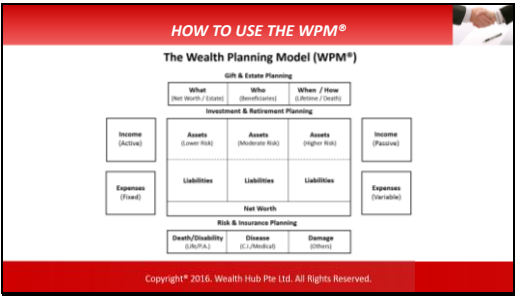 HOW TO USE THE WPM®
The Wealth Planning Model (WPM®)
Gift & Estate Planning
What Who When / How
(Net Worth / Estate) (Beneficiaries) (Lifetime / Death)
Investment & Retirement Planning
Income Assets Assets Assets Income
(Active) (Lower Risk) (Moderate Risk) (Higher Risk) (Passive)
Expenses Liabilities Liabilities Liabilities Expenses
(Fixed) (Variable)
Net Worth
Risk & Insurance Planning
Death/Disability Disease Damage
(Life/P.A.) (C.I./Medical) (Others)
Copyright® 2016. Wealth Hub Pte Ltd. All Rights Reserved.